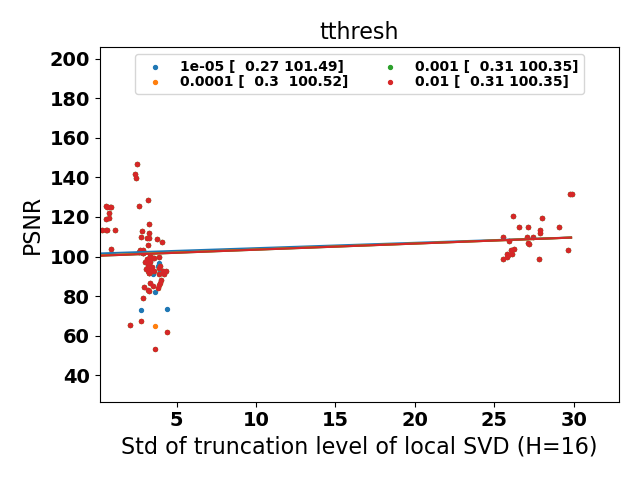 tthresh
1e-05 [  0.27 101.49]
0.0001 [  0.3  100.52]
0.001 [  0.31 100.35]
0.01 [  0.31 100.35]
200
180
160
140
120
100
80
60
40
PSNR
5 10 15 20 25 30
Std of truncation level of local SVD (H=16)